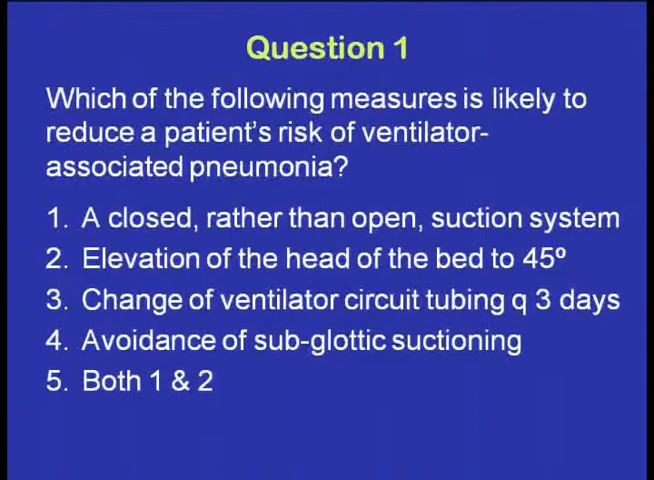 Question 1
Which of the following measures is likely to
reduce a patient's risk of ventilator-
associated pneumonia?
1. A closed, rather than open, suction system
2. Elevation of the head of the bed to 45º
3. Change of ventilator circuit tubing q 3 days
4. Avoidance of sub-glottic suctioning
5. Both 1 & 2